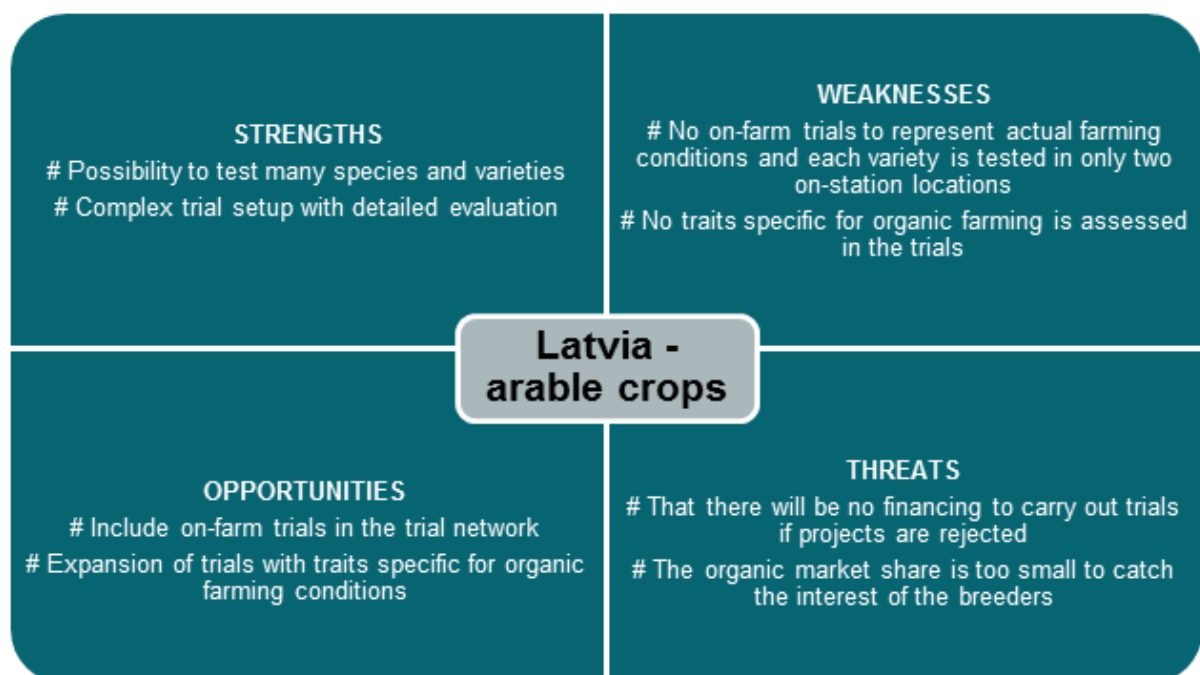 STRENGTHS
# Possibility to test many species and varieties
# Complex trial setup with detailed evaluation
WEAKNESSES
# No on-farm trials to represent actual farming
conditions and each variety is tested in only two
on-station locations
# No traits specific for organic farming is assessed
in the trials
Latvia -
arable crops
OPPORTUNITIES
# Include on-farm trials in the trial network
# Expansion of trials with traits specific for organic
farming conditions
THREATS
# That there will be no financing to carry out trials
if projects are rejected
# The organic market share is too small to catch
the interest of the breeders